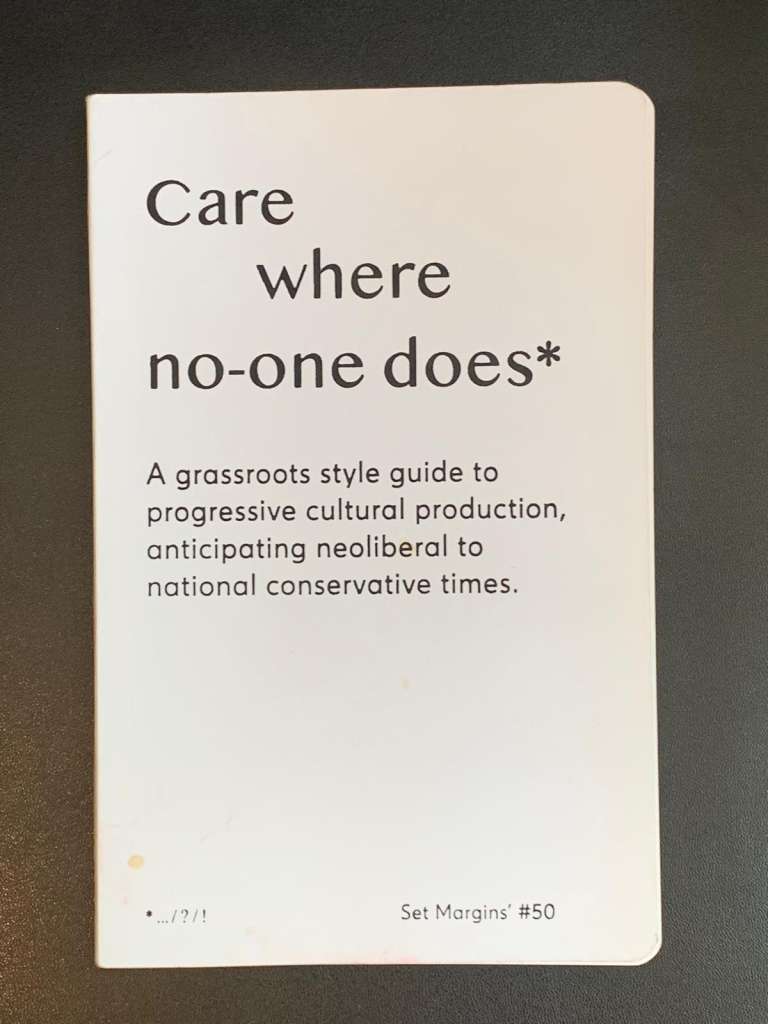 Care
where
no-one does*
A grassroots style guide to
progressive cultural production,
anticipating neoliberal to
national conservative times.
* .../?/!
Set Margins' #50